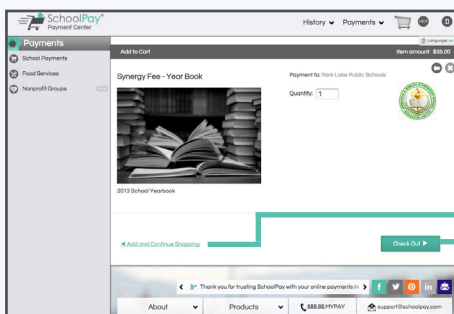 SchoolPay
Payment Center
History
Payments
Payments
Language
School Payments
Food Services
Nonprofit Groups
Add to Cart
Item amount: $35.00
Synergy Fee - Year Book
Payment to: Park Lake Public Schools
Quantity: 1
2013 School Yearbook
Add and Continue Shopping
Check Out
Thank you for trusting SchoolPay with your online payments in
About
Products
888.88.MYPAY
support@schoolpay.com